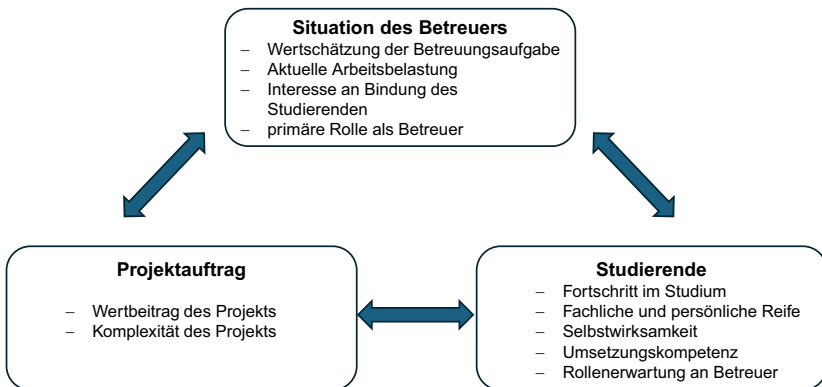 Situation des Betreuers
– Wertschätzung der Betreuungsaufgabe
– Aktuelle Arbeitsbelastung
– Interesse an Bindung des
Studierenden
– primäre Rolle als Betreuer
Projektauftrag
– Wertbeitrag des Projekts
– Komplexität des Projekts
Studierende
– Fortschritt im Studium
– Fachliche und persönliche Reife
– Selbstwirksamkeit
– Umsetzungskompetenz
– Rollenerwartung an Betreuer